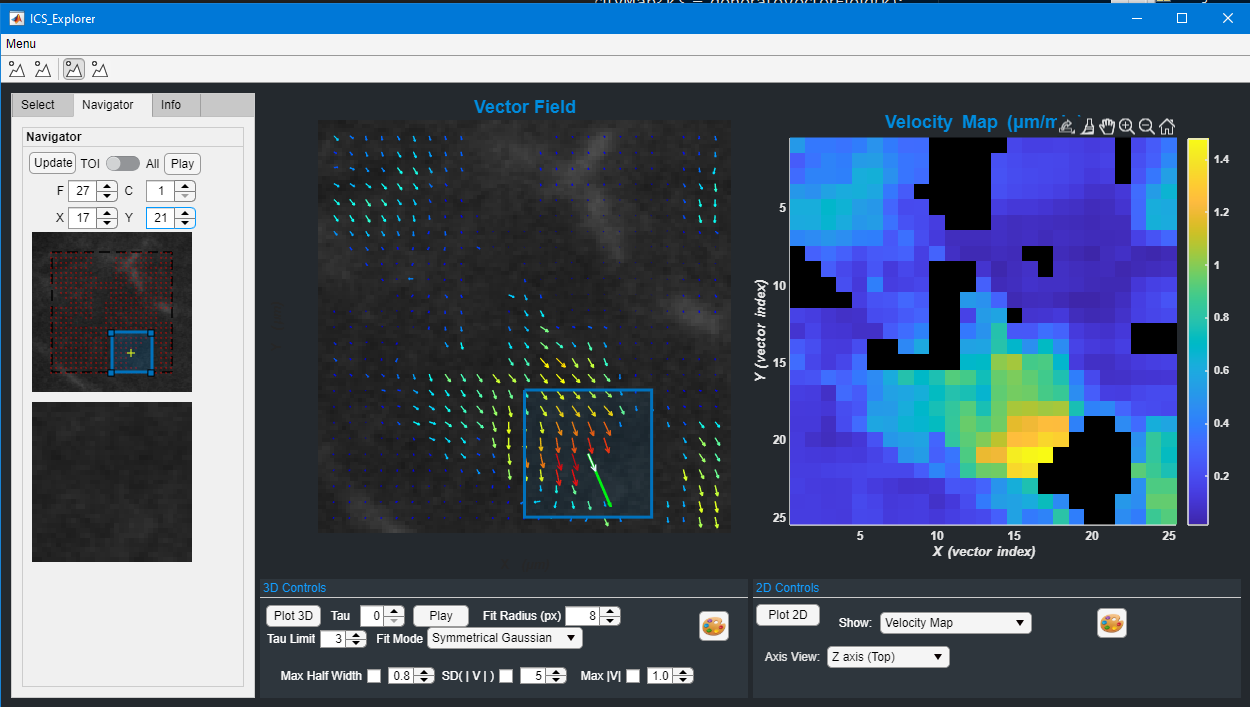 ICS_Explorer
Menu
Select Navigator Info
Navigator
Update TOI All Play
F 27 C 1
X 17 Y 21
Vector Field
Velocity Map (μm/m
5
10
15
20
25
Y (vector index)
5 10 15 20 25
X (vector index)
1.4
1.2
1
0.8
0.6
0.4
0.2
3D Controls
Plot 3D Tau 0 Play Fit Radius (px) 8
Tau Limit 3 Fit Mode Symmetrical Gaussian
Max Half Width 0.8 SD( | V | ) 5 Max |V| 1.0
2D Controls
Plot 2D Show: Velocity Map
Axis View: Z axis (Top)